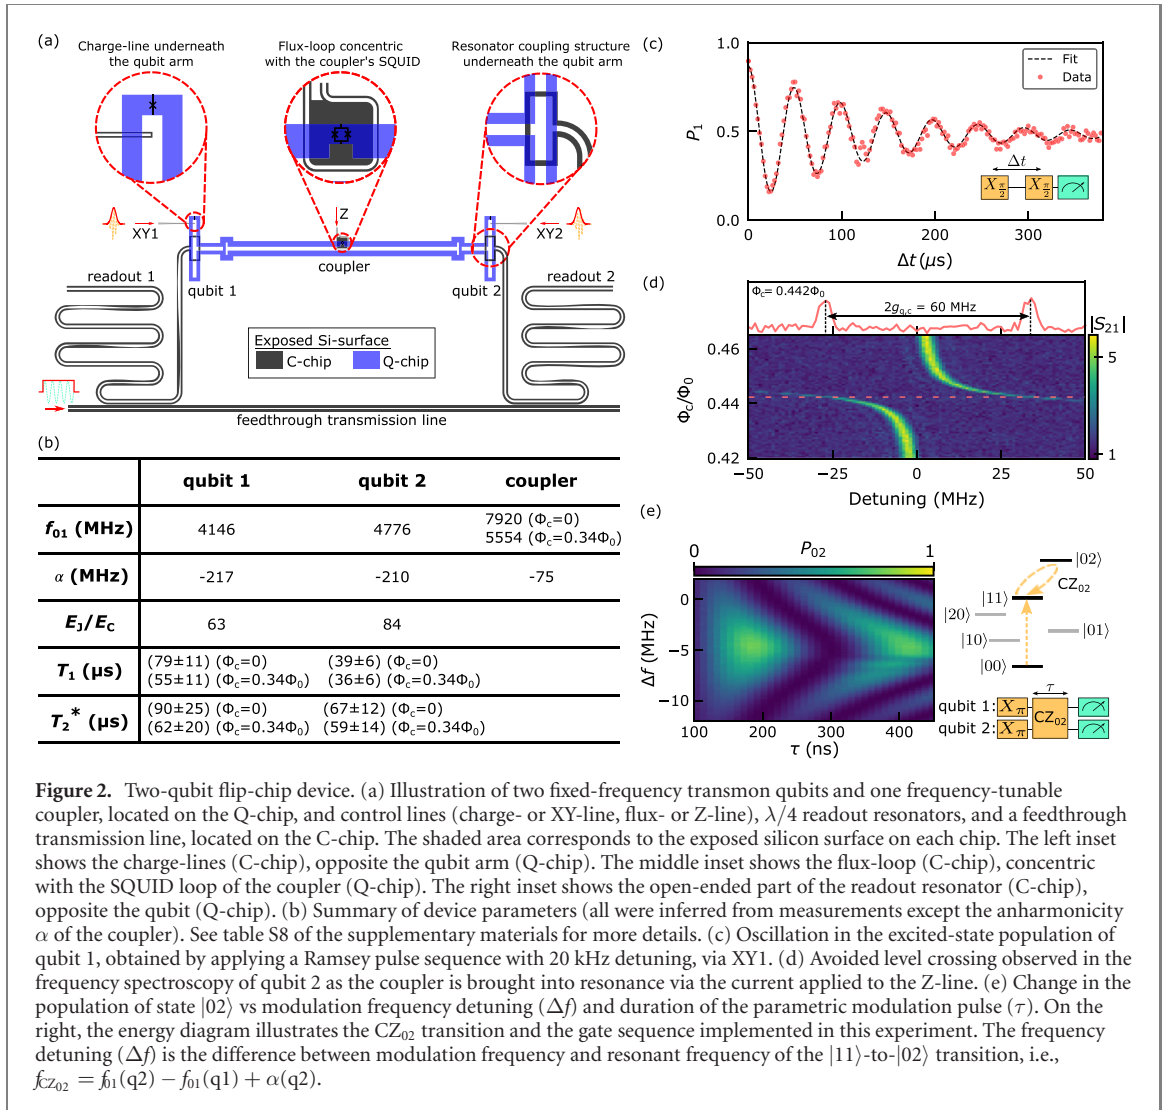 (a)
Charge-line underneath
the qubit arm
Flux-loop concentric
with the coupler's SQUID
Resonator coupling structure
underneath the qubit arm
XY1
Z
XY2
coupler
readout 1
qubit 1
qubit 2
readout 2
Exposed Si-surface
C-chip
Q-chip
feedthrough transmission line
(b)
qubit 1 qubit 2 coupler
f01 (MHz) 4146 4776 7920 (Φc=0)
5554 (Φc=0.34Φ0)
α (MHz) -217 -210 -75
EJ/EC 63 84
T1 (µs) (79±11) (Φc=0) (39±6) (Φc=0)
(55±11) (Φc=0.34Φ0) (36±6) (Φc=0.34Φ0)
T2* (µs) (90±25) (Φc=0) (67±12) (Φc=0)
(62±20) (Φc=0.34Φ0) (59±14) (Φc=0.34Φ0)
(c)
P1
1.0
0.5
0.0
Fit
Data
Δt
Xπ/2 Xπ/2
0 100 200 300
Δt (µs)
(d)
Φc=0.442Φ0
2gq,c = 60 MHz
|S21|
5
1
Φc/Φ0
0.46
0.44
0.42
−50 −25 0 25 50
Detuning (MHz)
(e)
0 P02 1
Δf (MHz)
0
−5
−10
100 200 300 400
τ (ns)
|02⟩
CZ02
|11⟩
|20⟩
|01⟩
|10⟩
|00⟩
τ
qubit 1: Xπ CZ02
qubit 2: Xπ
Figure 2. Two-qubit flip-chip device. (a) Illustration of two fixed-frequency transmon qubits and one frequency-tunable
coupler, located on the Q-chip, and control lines (charge- or XY-line, flux- or Z-line), λ/4 readout resonators, and a feedthrough
transmission line, located on the C-chip. The shaded area corresponds to the exposed silicon surface on each chip. The left inset
shows the charge-lines (C-chip), opposite the qubit arm (Q-chip). The middle inset shows the flux-loop (C-chip), concentric
with the SQUID loop of the coupler (Q-chip). The right inset shows the open-ended part of the readout resonator (C-chip),
opposite the qubit (Q-chip). (b) Summary of device parameters (all were inferred from measurements except the anharmonicity
α of the coupler). See table S8 of the supplementary materials for more details. (c) Oscillation in the excited-state population of
qubit 1, obtained by applying a Ramsey pulse sequence with 20 kHz detuning, via XY1. (d) Avoided level crossing observed in the
frequency spectroscopy of qubit 2 as the coupler is brought into resonance via the current applied to the Z-line. (e) Change in the
population of state |02⟩ vs modulation frequency detuning (Δf) and duration of the parametric modulation pulse (τ). On the
right, the energy diagram illustrates the CZ02 transition and the gate sequence implemented in this experiment. The frequency
detuning (Δf) is the difference between modulation frequency and resonant frequency of the |11⟩-to-|02⟩ transition, i.e.,
fCZ02 = f01(q2) − f01(q1) + α(q2).